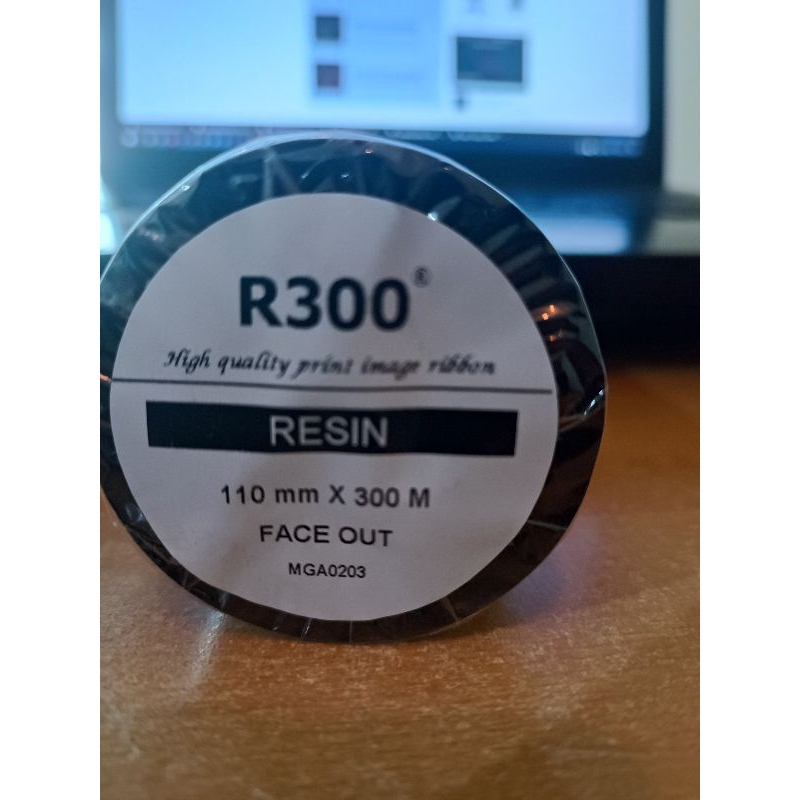 R300®
High quality print image ribbon
RESIN
110 mm X 300 M
FACE OUT
MGA0203